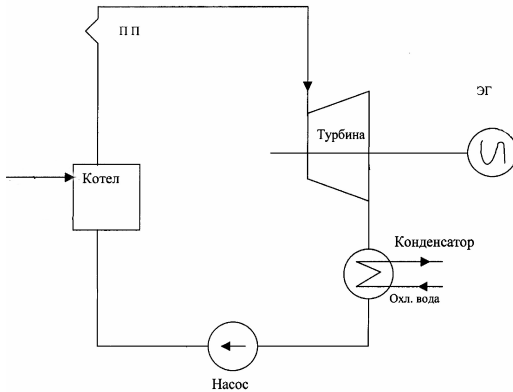 П П
ЭГ
Турбина
Котел
Конденсатор
Охл. вода
Насос